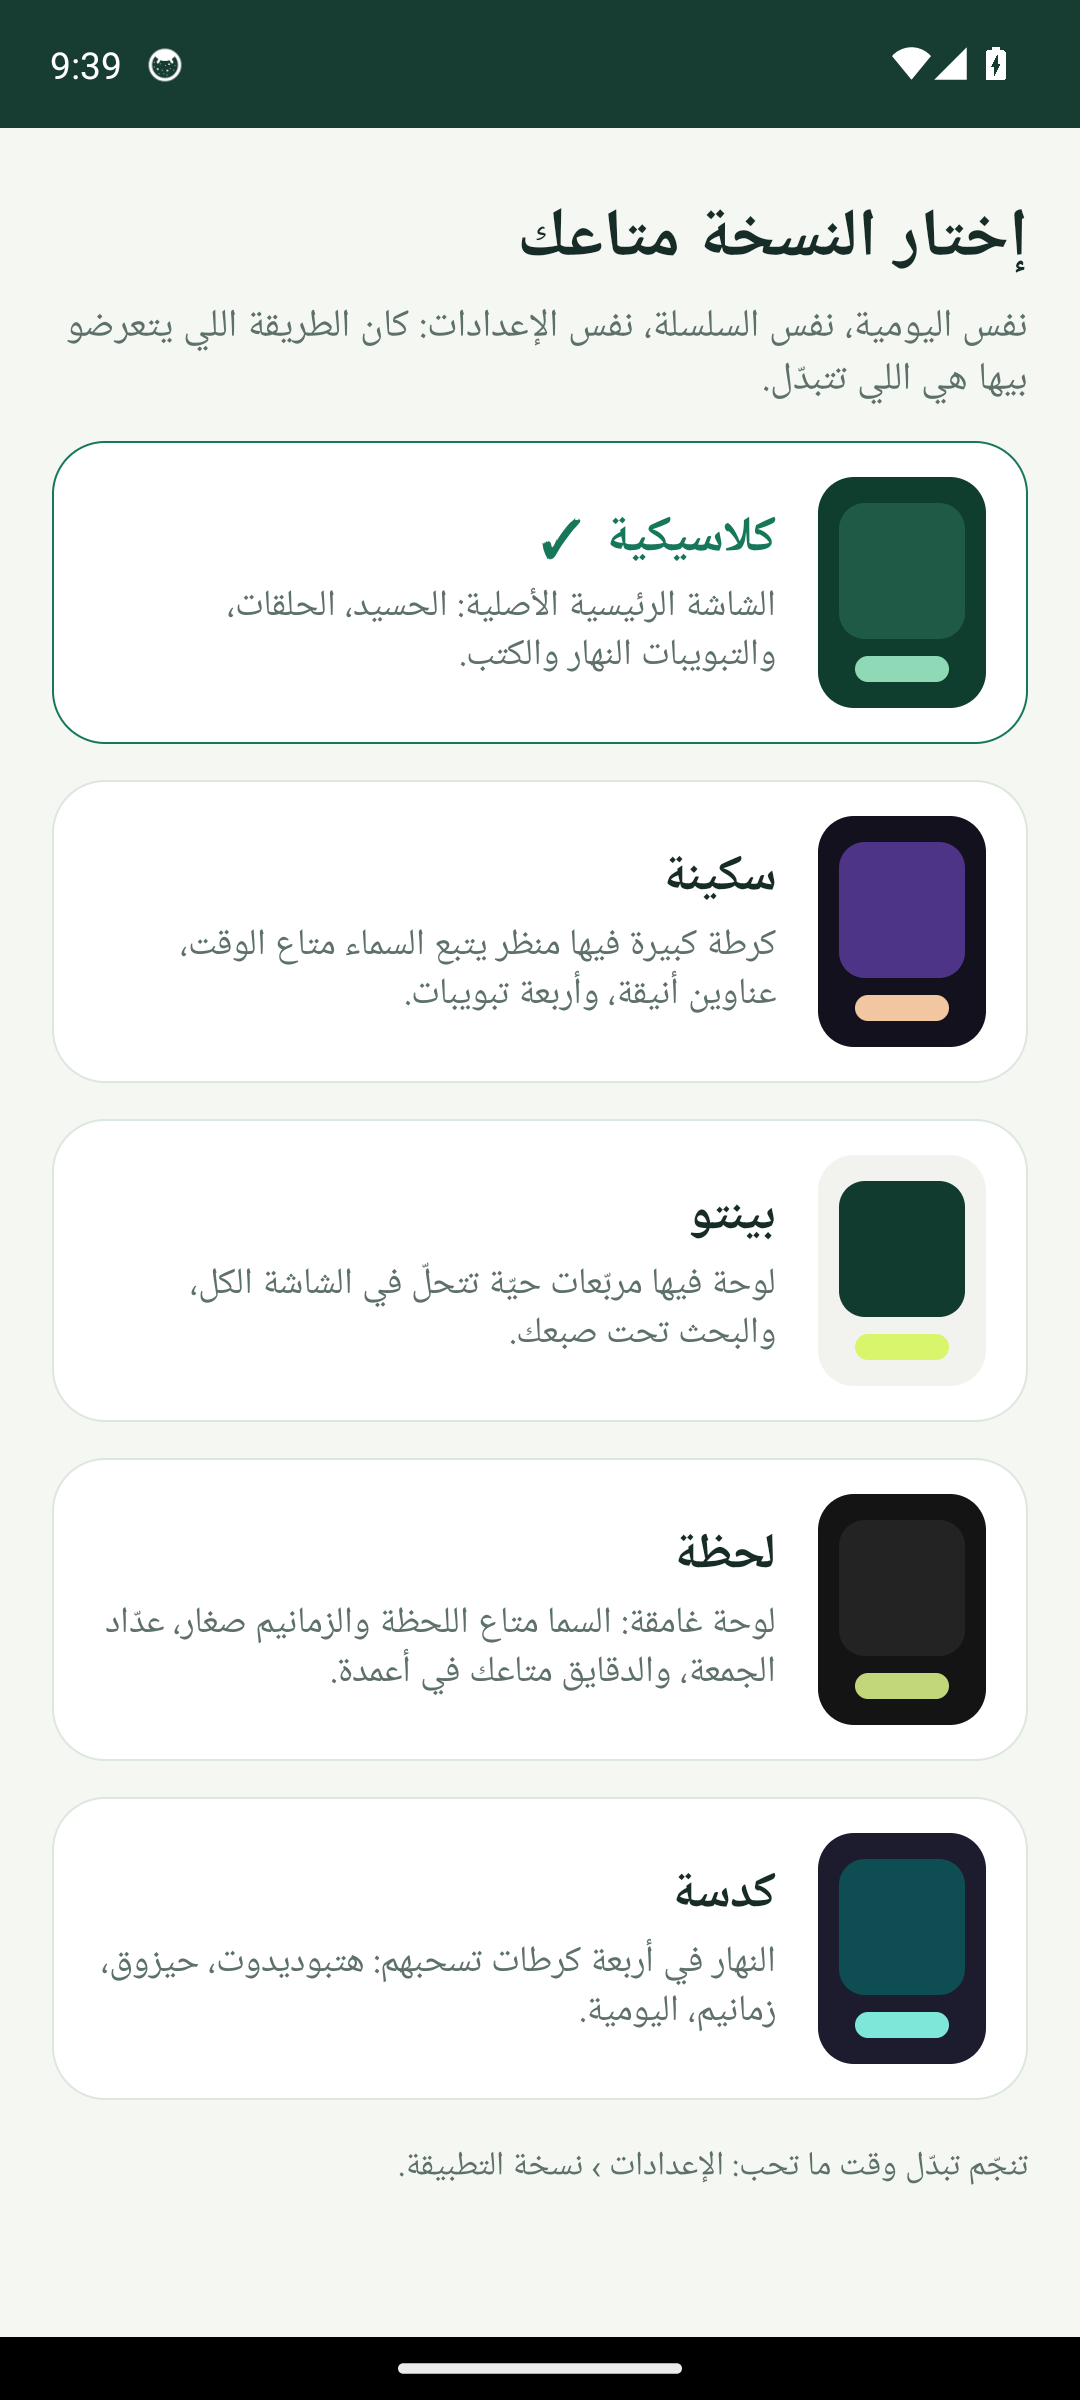 9:39
إختار النسخة متاعك
نفس اليومية، نفس السلسلة، نفس الإعدادات: كان الطريقة اللي يتعرضو
بيها هي اللي تتبدّل.
كلاسيكية ✓
الشاشة الرئيسية الأصلية: الحسيد، الحلقات،
والتبويبات النهار والكتب.
سكينة
كرطة كبيرة فيها منظر يتبع السماء متاع الوقت،
عناوين أنيقة، وأربعة تبويبات.
بينتو
لوحة فيها مربّعات حيّة تتحلّ في الشاشة الكل،
والبحث تحت صبعك.
لحظة
لوحة غامقة: السما متاع اللحظة والزمانيم صغار، عدّاد
الجمعة، والدقايق متاعك في أعمدة.
كدسة
النهار في أربعة كرطات تسحبهم: هتبوديدوت، حيزوق،
زمانيم، اليومية.
تنجّم تبدّل وقت ما تحب: الإعدادات › نسخة التطبيقة.